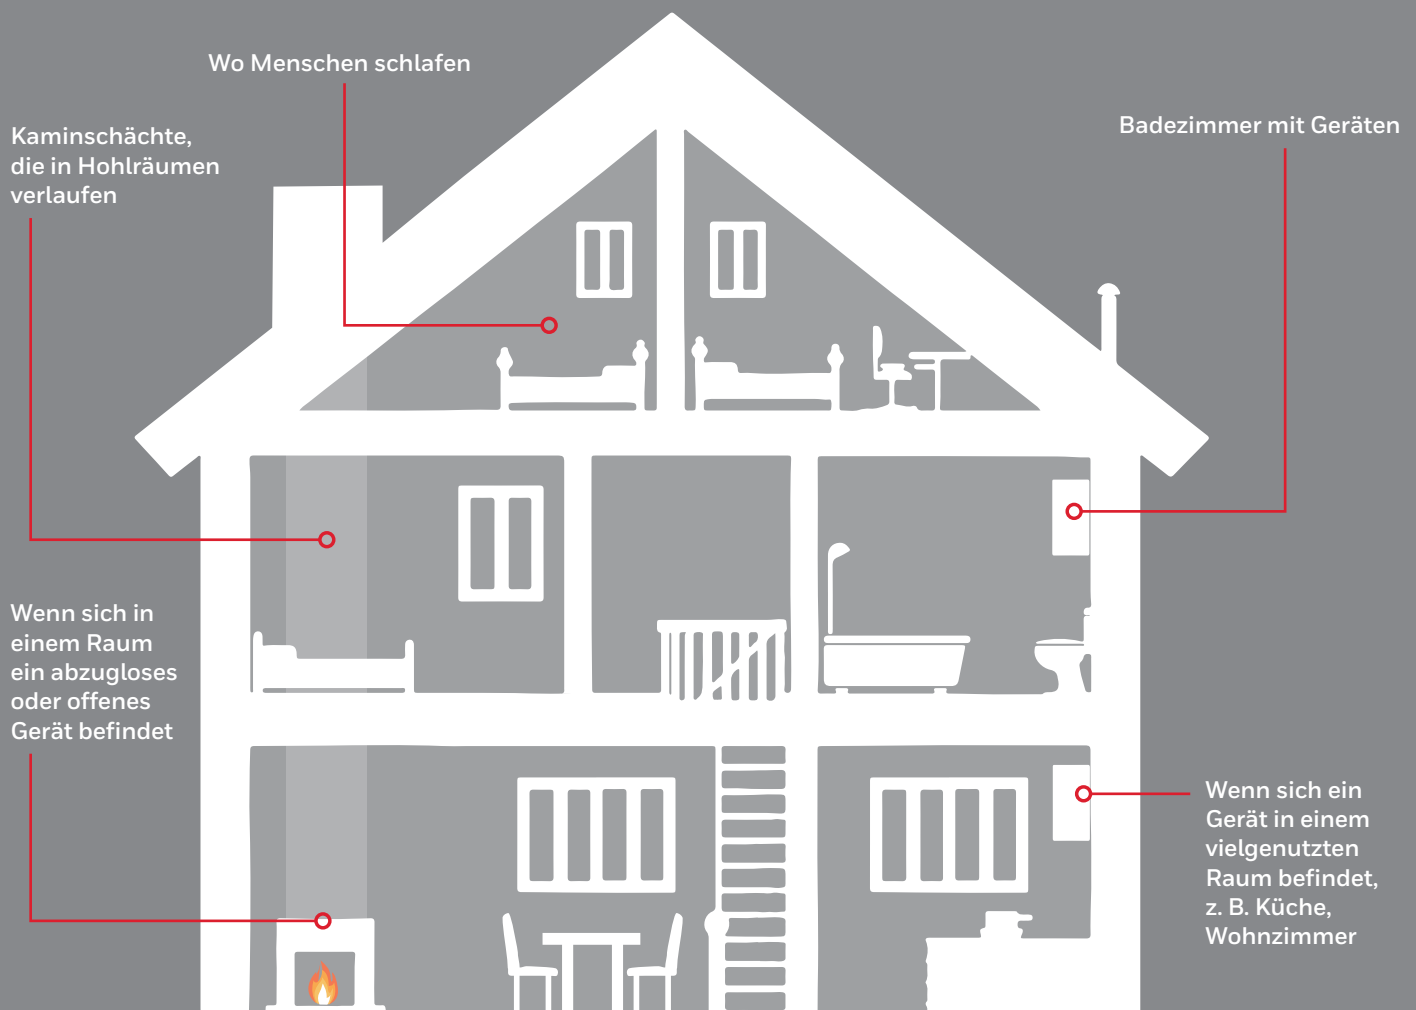 Wo Menschen schlafen
Kaminschächte,
die in Hohlräumen
verlaufen
Badezimmer mit Geräten
Wenn sich in
einem Raum
ein abzugloses
oder offenes
Gerät befindet
Wenn sich ein
Gerät in einem
vielgenutzten
Raum befindet,
z. B. Küche,
Wohnzimmer